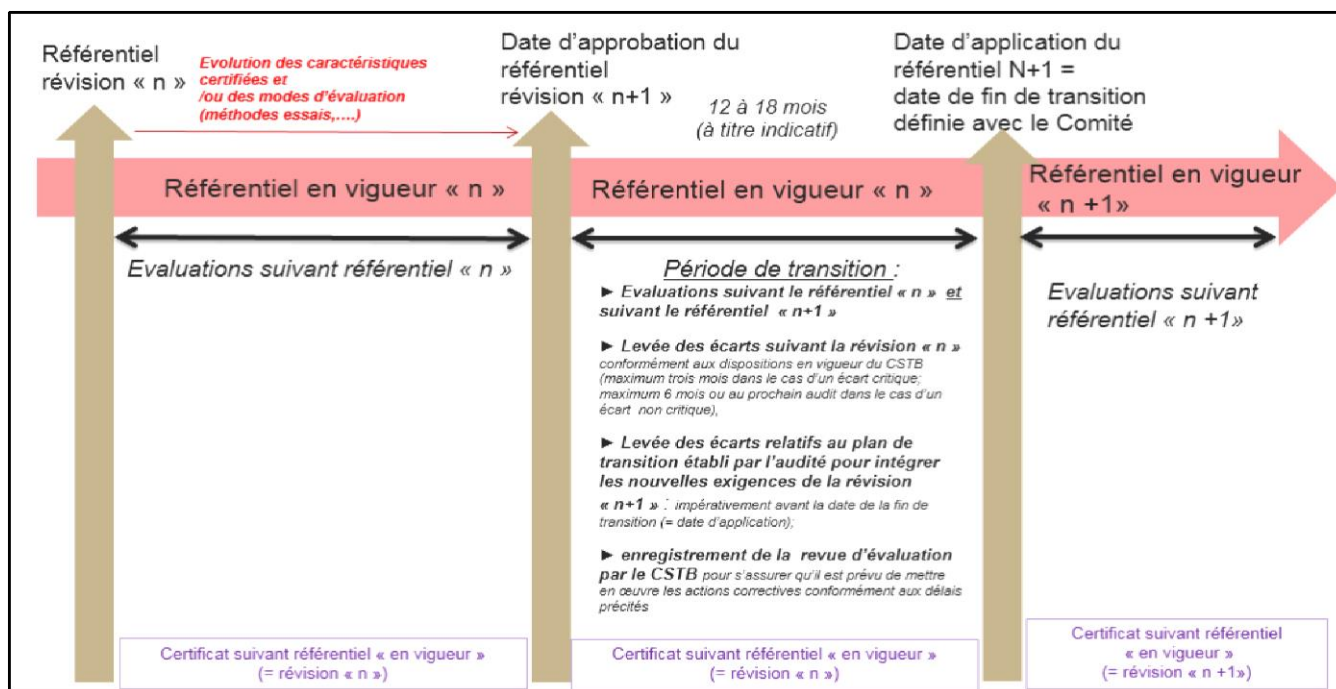 Référentiel
révision « n »
Evolution des caractéristiques
certifiées et
/ou des modes d'évaluation
(méthodes essais,....)
Date d'approbation du
référentiel
révision « n+1 »
12 à 18 mois
(à titre indicatif)
Date d'application du
référentiel N+1 =
date de fin de transition
définie avec le Comité
Référentiel en vigueur « n »
Référentiel en vigueur « n »
Référentiel en vigueur
« n +1»
Evaluations suivant référentiel « n »
Période de transition :
► Evaluations suivant le référentiel « n » et
suivant le référentiel « n+1 »
► Levée des écarts suivant la révision « n »
conformément aux dispositions en vigueur du CSTB
(maximum trois mois dans le cas d'un écart critique;
maximum 6 mois ou au prochain audit dans le cas d'un
écart non critique),
► Levée des écarts relatifs au plan de
transition établi par l'audité pour intégrer
les nouvelles exigences de la révision
« n+1 » : impérativement avant la date de la fin de
transition (= date d'application);
► enregistrement de la revue d'évaluation
par le CSTB pour s'assurer qu'il est prévu de mettre
en œuvre les actions correctives conformément aux délais
précités
Evaluations suivant
référentiel « n +1»
Certificat suivant référentiel « en vigueur »
(= révision « n »)
Certificat suivant référentiel « en vigueur »
(= révision « n »)
Certificat suivant référentiel
« en vigueur »
(= révision « n +1»)